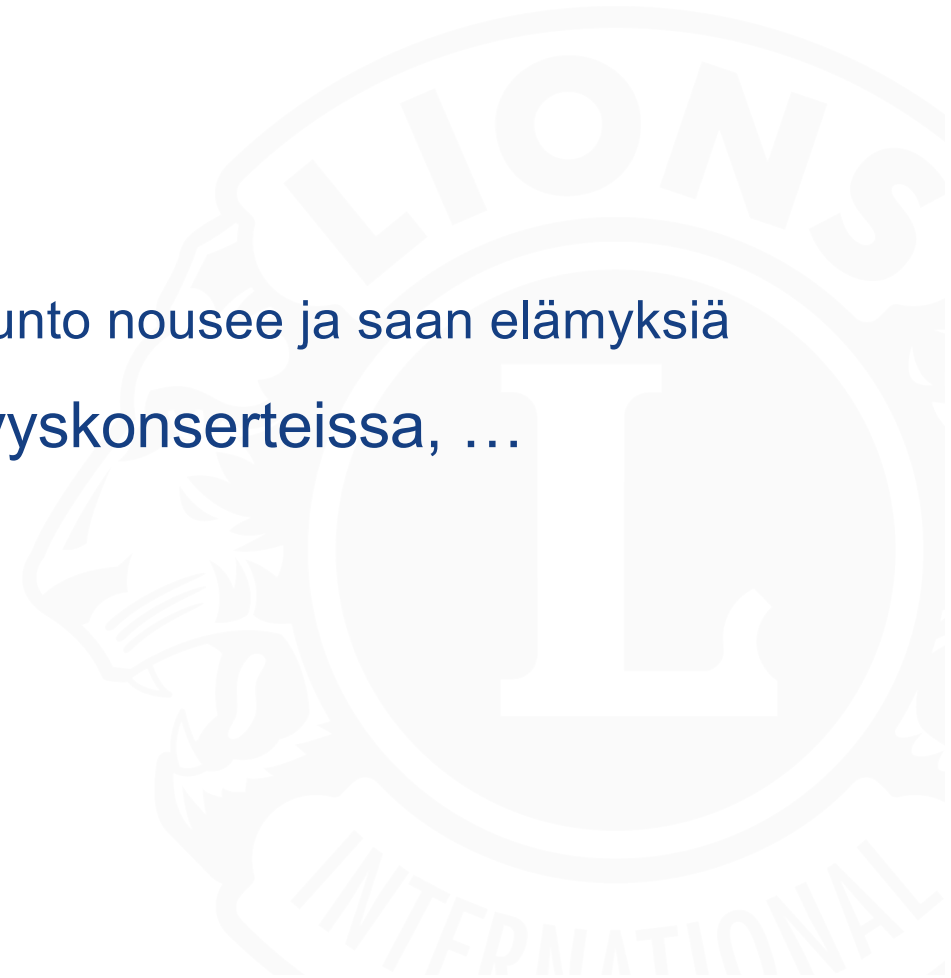 LIONS
unto nousee ja saan elämyksiä
yyskonserteissa, …
L
INTERNATIONAL